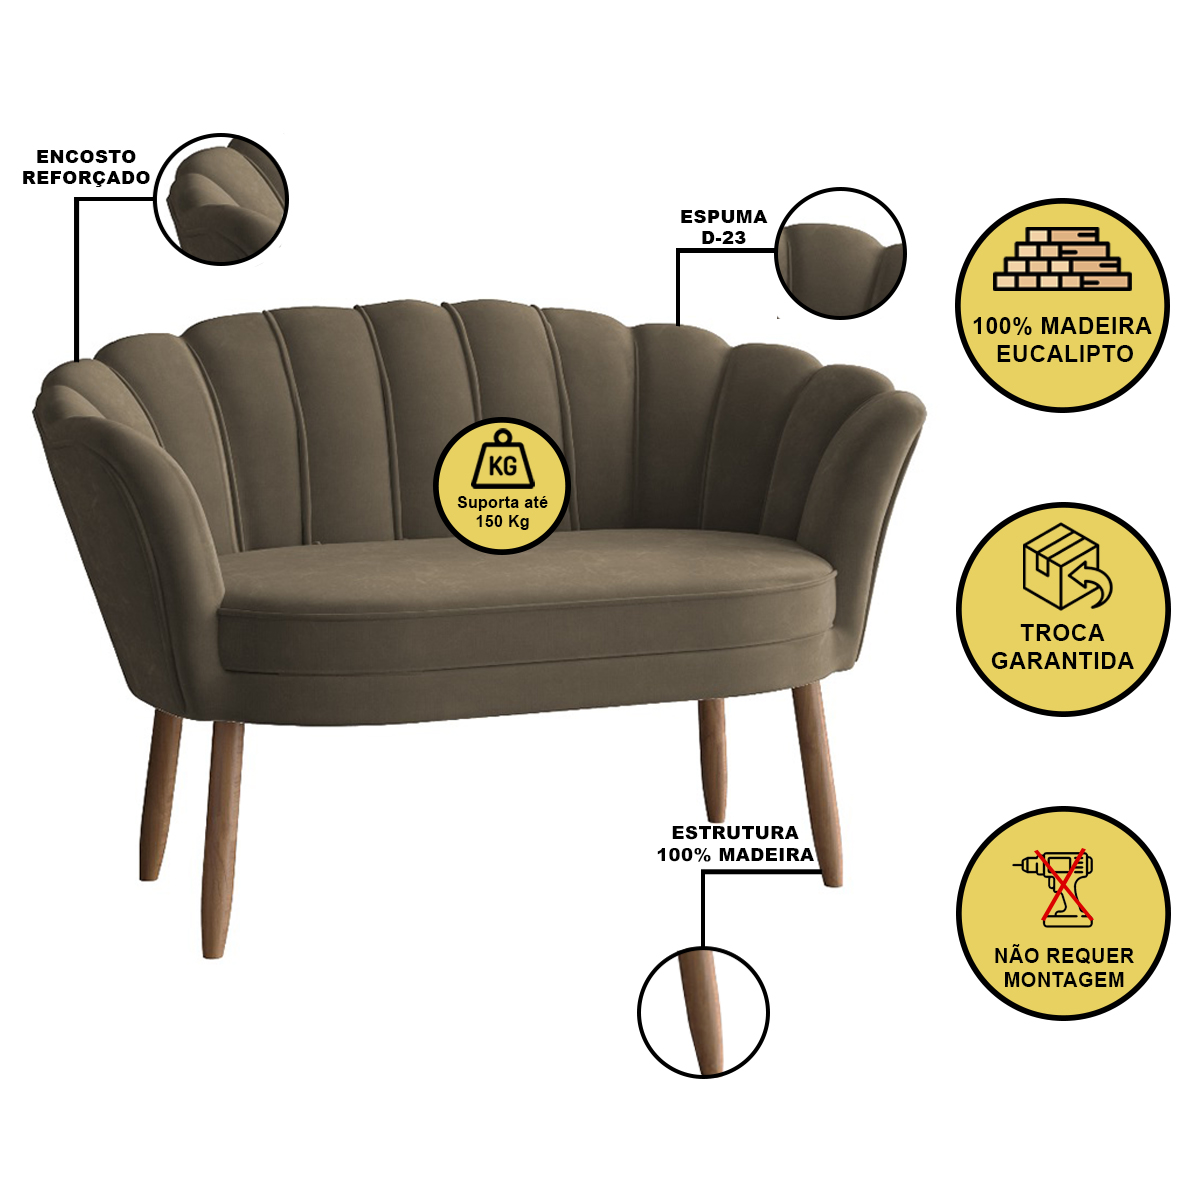 ENCOSTO
REFORÇADO
ESPUMA
D-23
100% MADEIRA
EUCALIPTO
KG
Suporta até
150 Kg
TROCA
GARANTIDA
ESTRUTURA
100% MADEIRA
NÃO REQUER
MONTAGEM